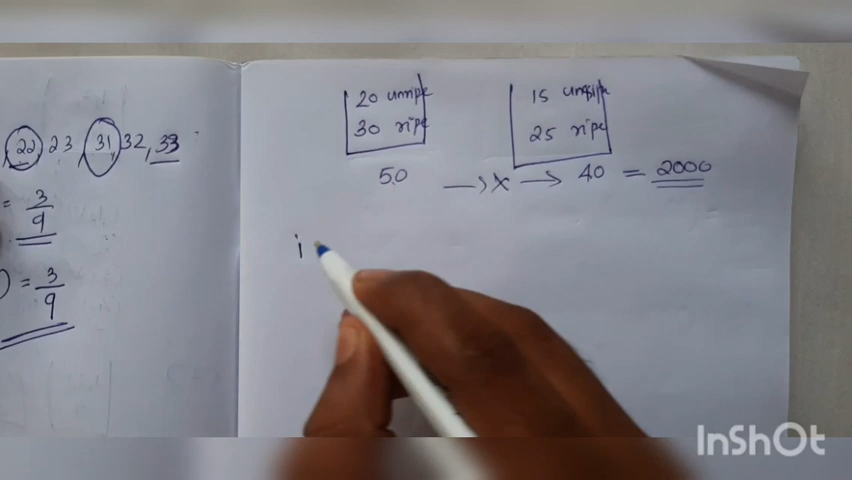 22 23, 31, 32, 33
= 3/9
) = 3/9
20 unripe
30 ripe
50
15 unripe
25 ripe
→ x → 40 = 2000
i
InShOt